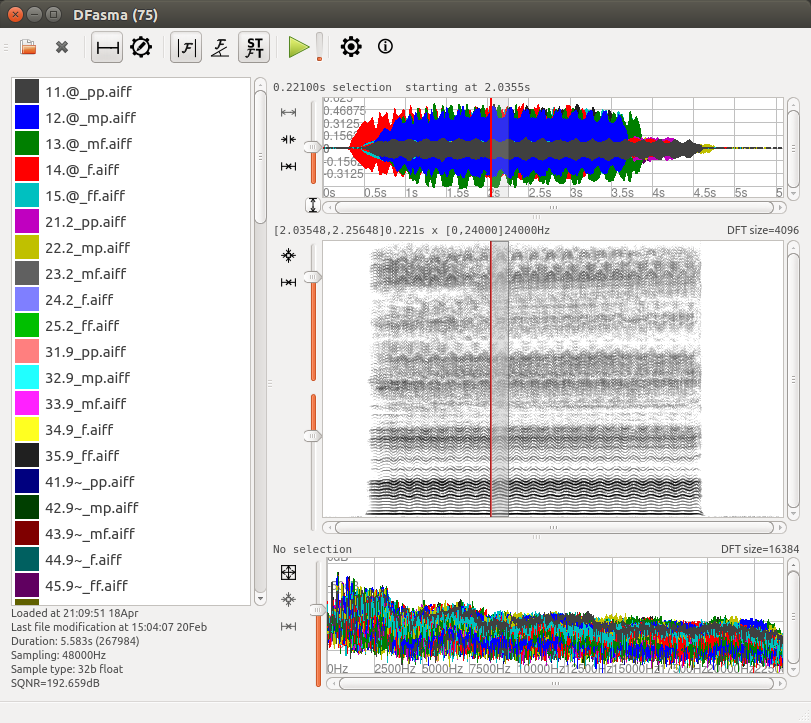 DFasma (75)
|F|
F
ST
FT
11.@_pp.aiff
12.@_mp.aiff
13.@_mf.aiff
14.@_f.aiff
15.@_ff.aiff
21.2_pp.aiff
22.2_mp.aiff
23.2_mf.aiff
24.2_f.aiff
25.2_ff.aiff
31.9_pp.aiff
32.9_mp.aiff
33.9_mf.aiff
34.9_f.aiff
35.9_ff.aiff
41.9~_pp.aiff
42.9~_mp.aiff
43.9~_mf.aiff
44.9~_f.aiff
45.9~_ff.aiff
Loaded at 21:09:51 18Apr
Last file modification at 15:04:07 20Feb
Duration: 5.583s (267984)
Sampling: 48000Hz
Sample type: 32b float
SQNR=192.659dB
0.22100s selection starting at 2.0355s
0.625
0.46875
0.3125
0
-0.3125
0s 0.5s 1s 1.5s 2s 2.5s 3s 3.5s 4s 4.5s 5s
[2.03548,2.25648]0.221s x [0,24000]24000Hz DFT size=4096
No selection DFT size=16384
0dB
0Hz 2500Hz 5000Hz 7500Hz 10000Hz 12500Hz 15000Hz 17500Hz 20000Hz